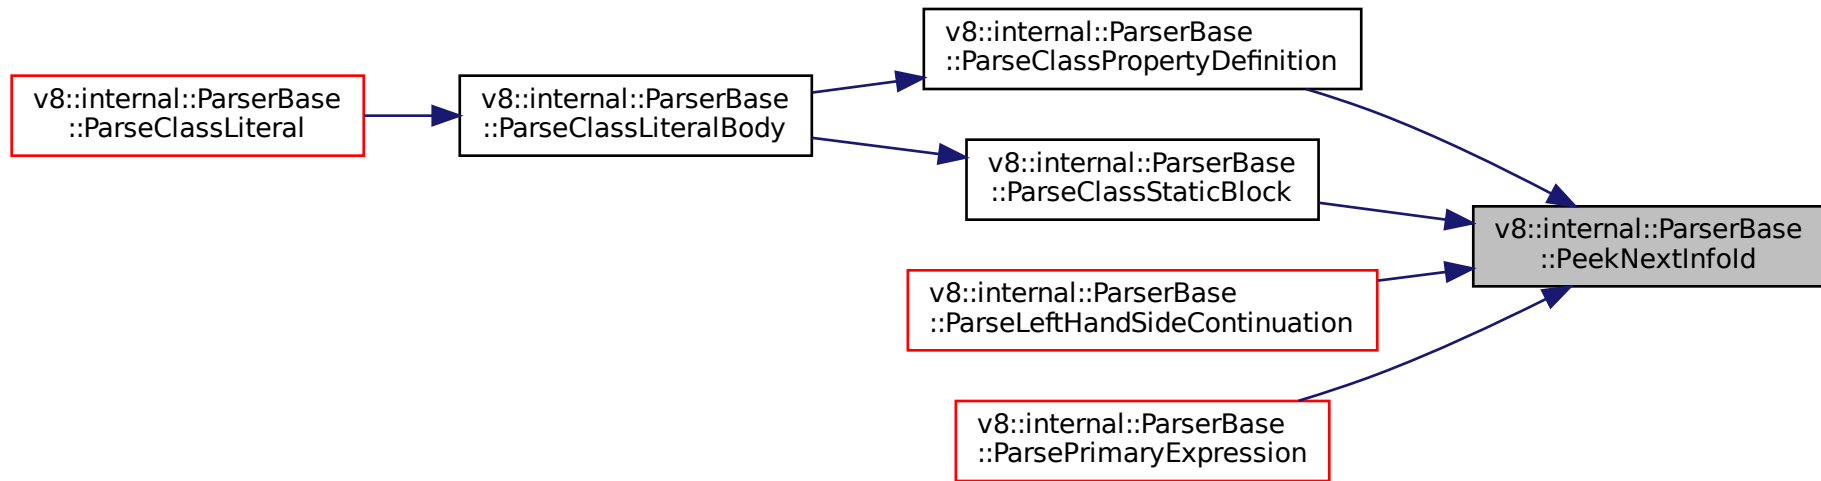 v8::internal::ParserBase
::ParseClassLiteral
v8::internal::ParserBase
::ParseClassLiteralBody
v8::internal::ParserBase
::ParseClassPropertyDefinition
v8::internal::ParserBase
::ParseClassStaticBlock
v8::internal::ParserBase
::ParseLeftHandSideContinuation
v8::internal::ParserBase
::ParsePrimaryExpression
v8::internal::ParserBase
::PeekNextInfoId